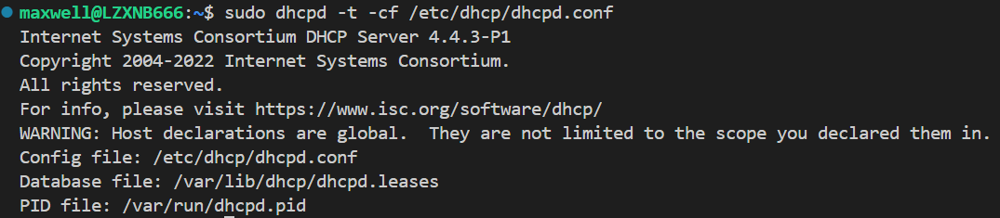 maxwell@LZXNB666:~$ sudo dhcpd -t -cf /etc/dhcp/dhcpd.conf
Internet Systems Consortium DHCP Server 4.4.3-P1
Copyright 2004-2022 Internet Systems Consortium.
All rights reserved.
For info, please visit https://www.isc.org/software/dhcp/
WARNING: Host declarations are global.  They are not limited to the scope you declared them in.
Config file: /etc/dhcp/dhcpd.conf
Database file: /var/lib/dhcp/dhcpd.leases
PID file: /var/run/dhcpd.pid